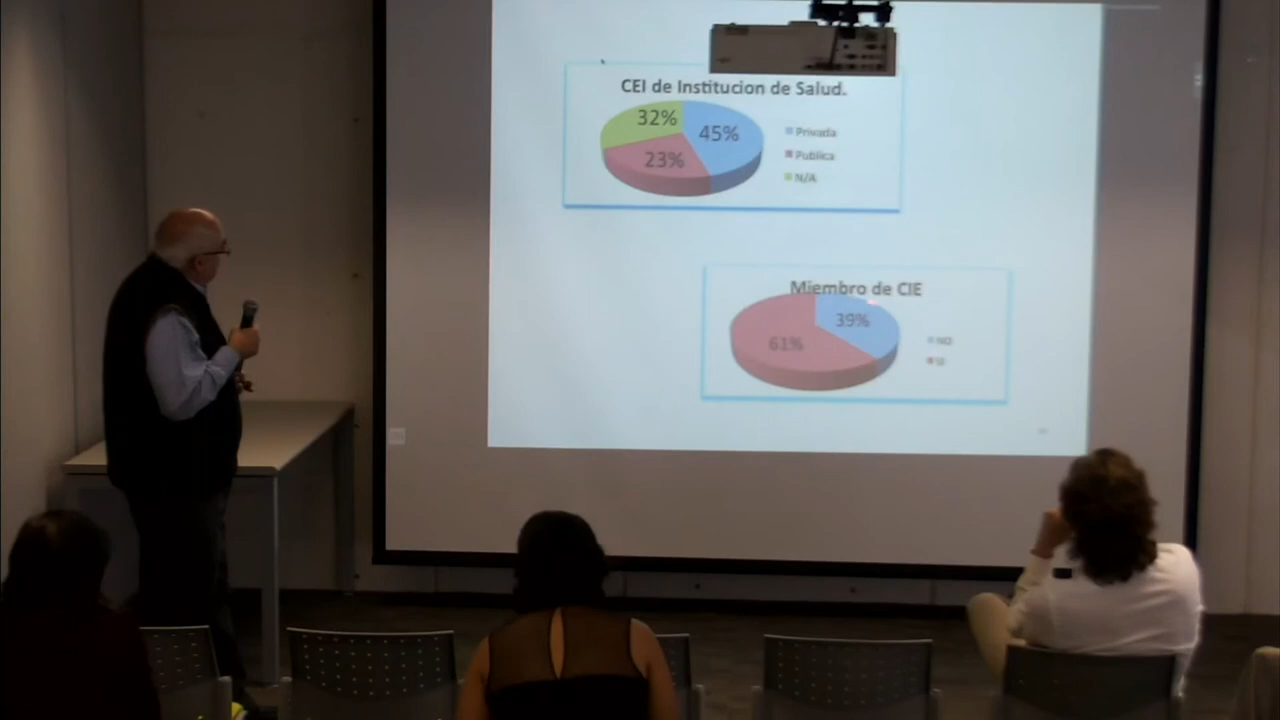 CEI de Institucion de Salud.
32%
45%
23%
Privada
Publica
N/A
Miembro de CIE
39%
61%
NO
SI